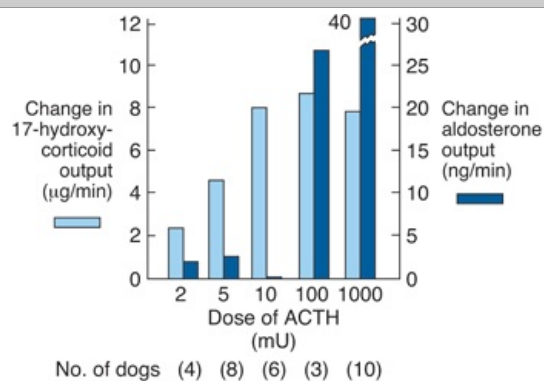 12
10
8
6
4
2
0
Change in
17-hydroxy-
corticoid
output
(μg/min)
40
30
25
20
15
10
5
0
Change in
aldosterone
output
(ng/min)
2 5 10 100 1000
Dose of ACTH
(mU)
No. of dogs (4) (8) (6) (3) (10)